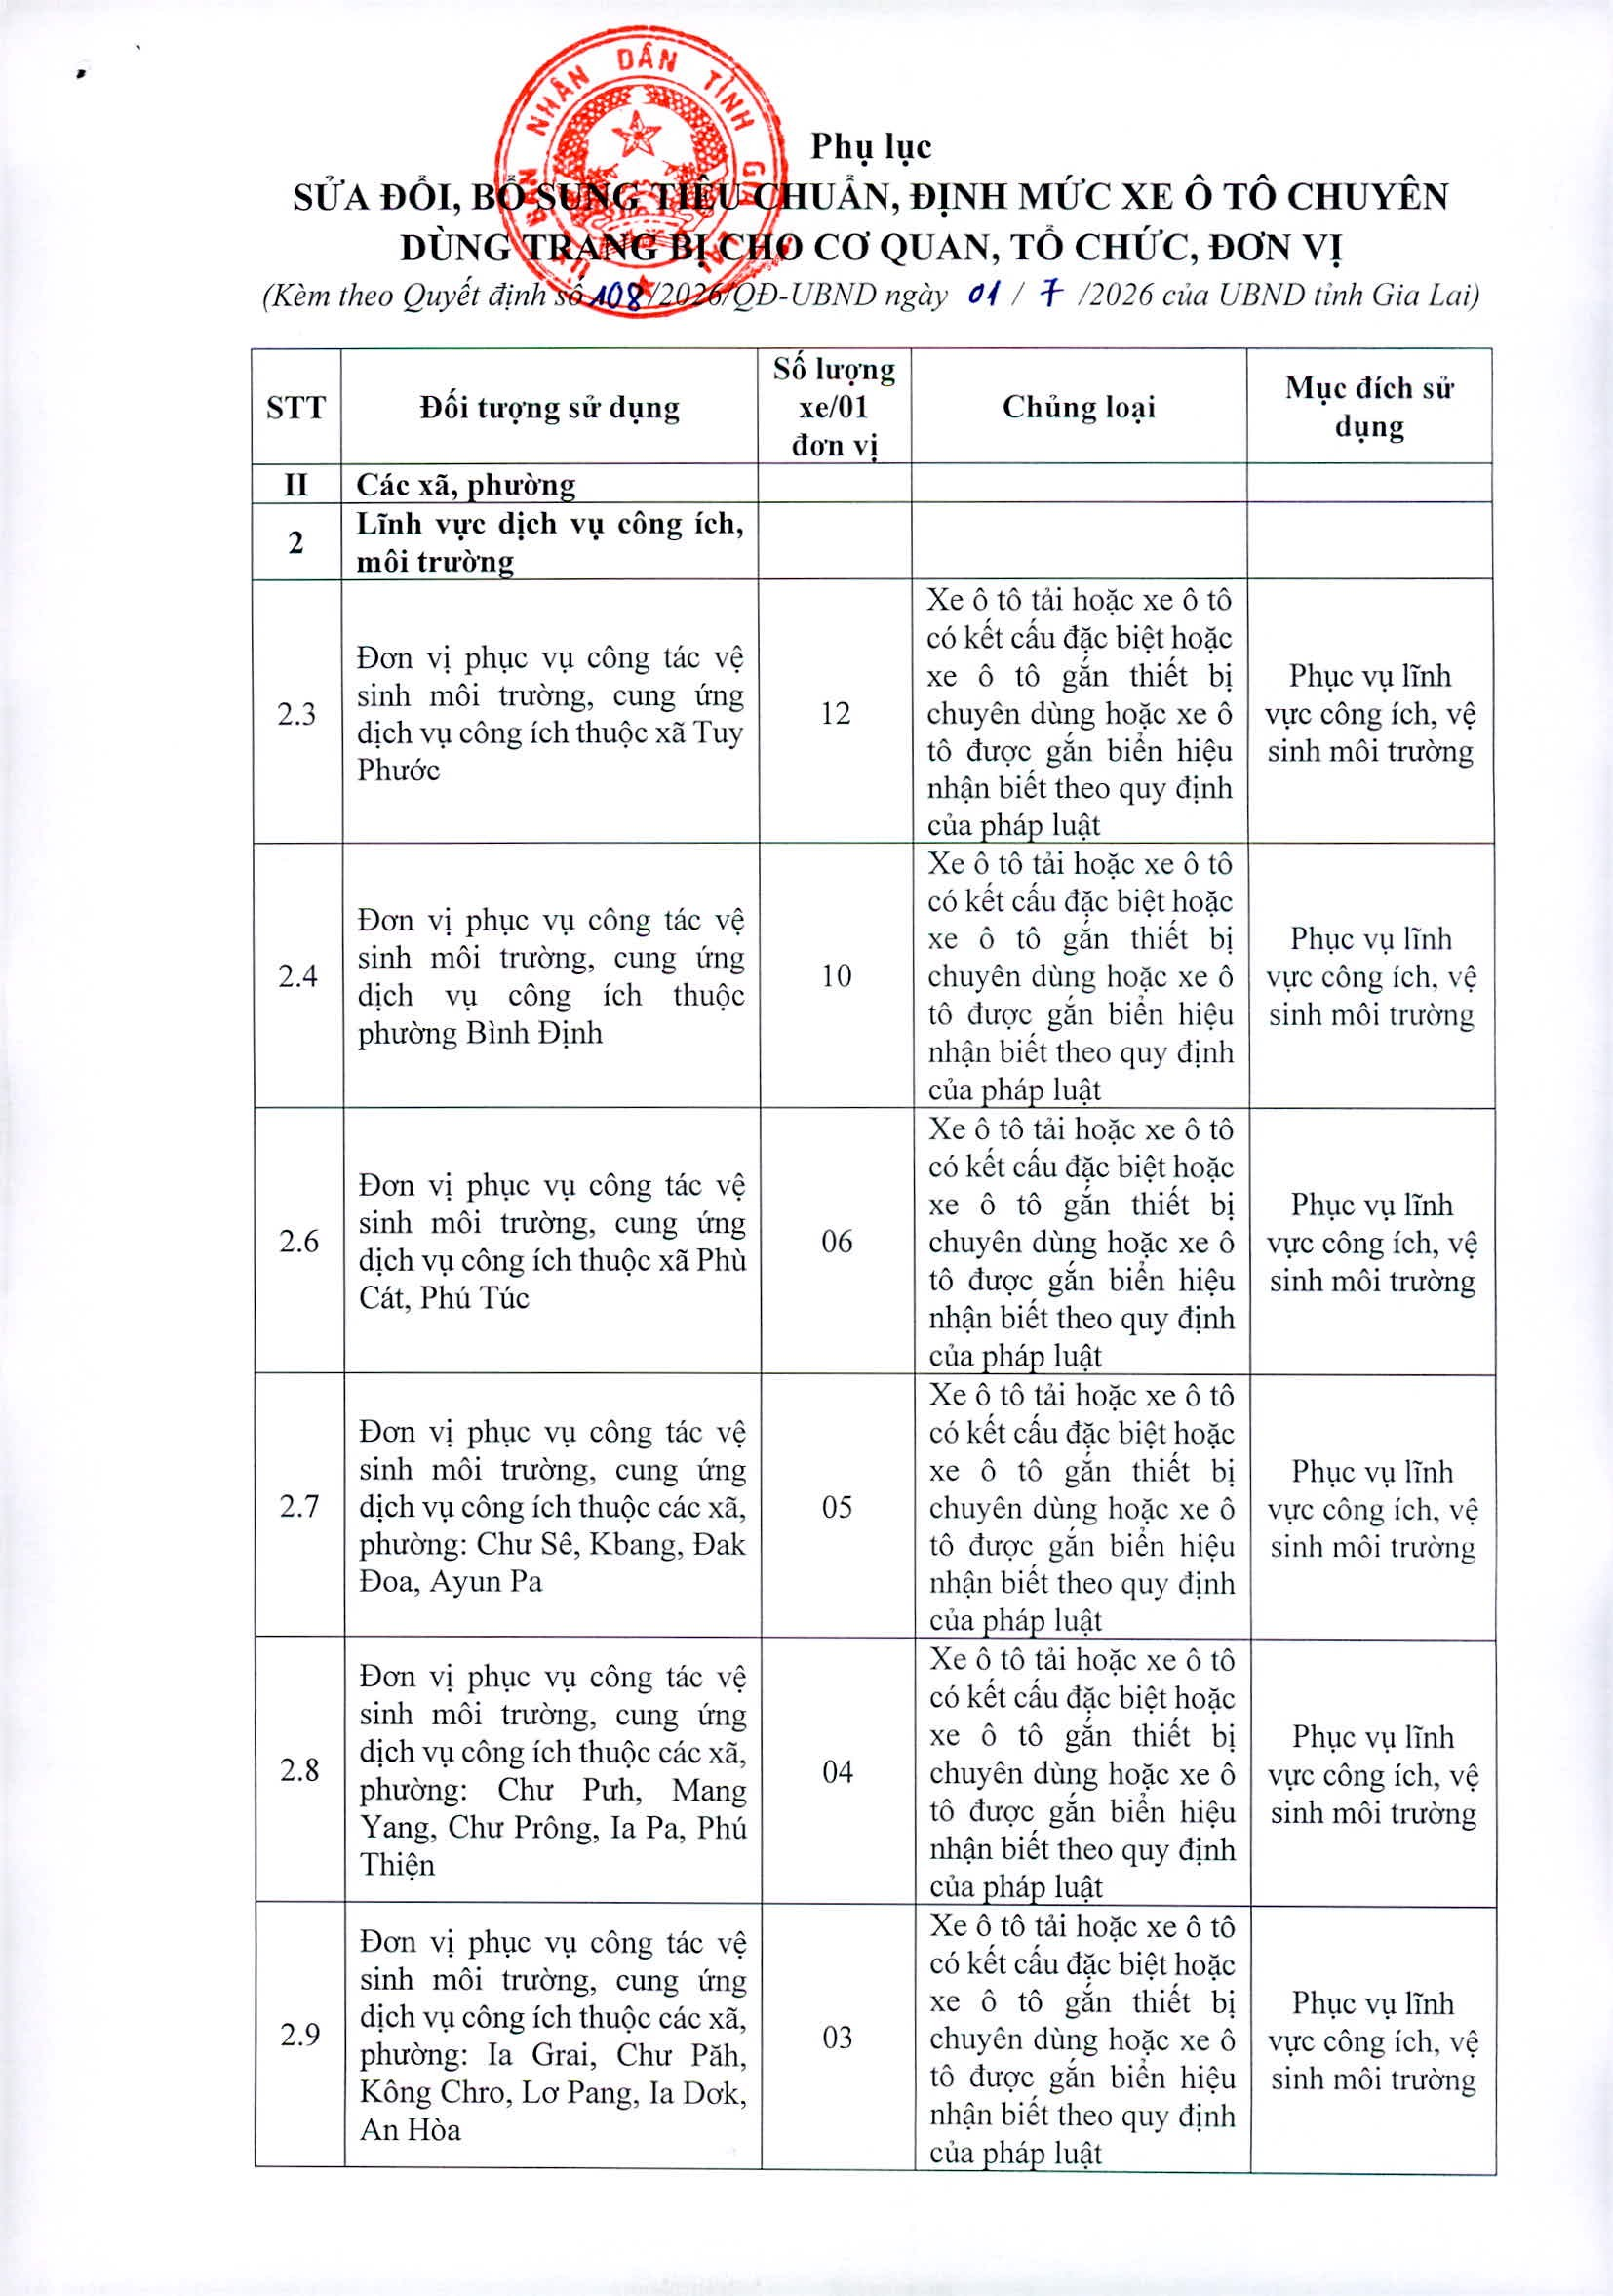 ỦY BAN NHÂN DÂN TỈNH GIA LAI
Phụ lục
SỬA ĐỔI, BỔ SUNG TIÊU CHUẨN, ĐỊNH MỨC XE Ô TÔ CHUYÊN
DÙNG TRANG BỊ CHO CƠ QUAN, TỔ CHỨC, ĐƠN VỊ
(Kèm theo Quyết định số 108/2026/QĐ-UBND ngày 01 / 7 /2026 của UBND tỉnh Gia Lai)
STT
Đối tượng sử dụng
Số lượng
xe/01
đơn vị
Chủng loại
Mục đích sử
dụng
II
Các xã, phường
2
Lĩnh vực dịch vụ công ích,
môi trường
2.3
Đơn vị phục vụ công tác vệ
sinh môi trường, cung ứng
dịch vụ công ích thuộc xã Tuy
Phước
12
Xe ô tô tải hoặc xe ô tô
có kết cấu đặc biệt hoặc
xe ô tô gắn thiết bị
chuyên dùng hoặc xe ô
tô được gắn biển hiệu
nhận biết theo quy định
của pháp luật
Phục vụ lĩnh
vực công ích, vệ
sinh môi trường
2.4
Đơn vị phục vụ công tác vệ
sinh môi trường, cung ứng
dịch vụ công ích thuộc
phường Bình Định
10
Xe ô tô tải hoặc xe ô tô
có kết cấu đặc biệt hoặc
xe ô tô gắn thiết bị
chuyên dùng hoặc xe ô
tô được gắn biển hiệu
nhận biết theo quy định
của pháp luật
Phục vụ lĩnh
vực công ích, vệ
sinh môi trường
2.6
Đơn vị phục vụ công tác vệ
sinh môi trường, cung ứng
dịch vụ công ích thuộc xã Phù
Cát, Phú Túc
06
Xe ô tô tải hoặc xe ô tô
có kết cấu đặc biệt hoặc
xe ô tô gắn thiết bị
chuyên dùng hoặc xe ô
tô được gắn biển hiệu
nhận biết theo quy định
của pháp luật
Phục vụ lĩnh
vực công ích, vệ
sinh môi trường
2.7
Đơn vị phục vụ công tác vệ
sinh môi trường, cung ứng
dịch vụ công ích thuộc các xã,
phường: Chư Sê, Kbang, Đak
Đoa, Ayun Pa
05
Xe ô tô tải hoặc xe ô tô
có kết cấu đặc biệt hoặc
xe ô tô gắn thiết bị
chuyên dùng hoặc xe ô
tô được gắn biển hiệu
nhận biết theo quy định
của pháp luật
Phục vụ lĩnh
vực công ích, vệ
sinh môi trường
2.8
Đơn vị phục vụ công tác vệ
sinh môi trường, cung ứng
dịch vụ công ích thuộc các xã,
phường: Chư Pưh, Mang
Yang, Chư Prông, Ia Pa, Phú
Thiện
04
Xe ô tô tải hoặc xe ô tô
có kết cấu đặc biệt hoặc
xe ô tô gắn thiết bị
chuyên dùng hoặc xe ô
tô được gắn biển hiệu
nhận biết theo quy định
của pháp luật
Phục vụ lĩnh
vực công ích, vệ
sinh môi trường
2.9
Đơn vị phục vụ công tác vệ
sinh môi trường, cung ứng
dịch vụ công ích thuộc các xã,
phường: Ia Grai, Chư Păh,
Kông Chro, Lơ Pang, Ia Dơk,
An Hòa
03
Xe ô tô tải hoặc xe ô tô
có kết cấu đặc biệt hoặc
xe ô tô gắn thiết bị
chuyên dùng hoặc xe ô
tô được gắn biển hiệu
nhận biết theo quy định
của pháp luật
Phục vụ lĩnh
vực công ích, vệ
sinh môi trường